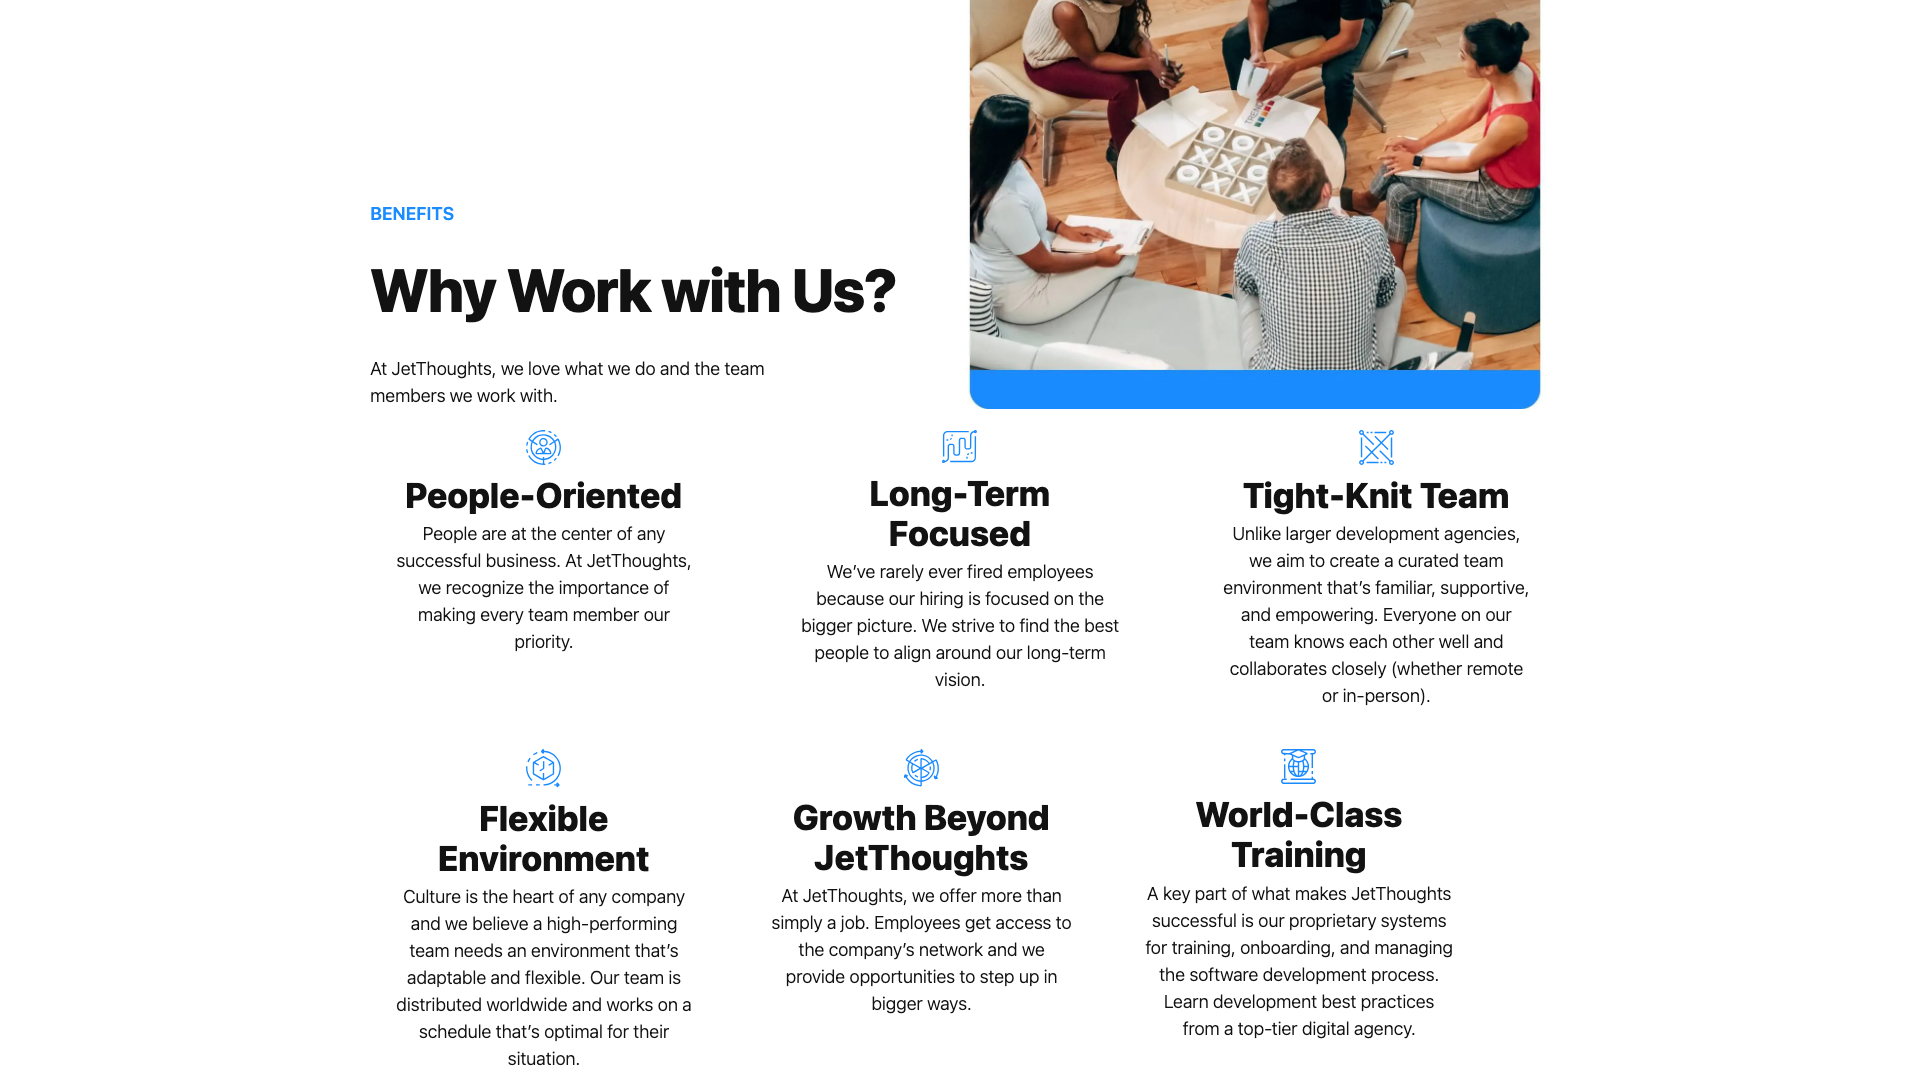 BENEFITS
Why Work with Us?
At JetThoughts, we love what we do and the team
members we work with.
TREND
People-Oriented
People are at the center of any
successful business. At JetThoughts,
we recognize the importance of
making every team member our
priority.
Long-Term
Focused
We’ve rarely ever fired employees
because our hiring is focused on the
bigger picture. We strive to find the best
people to align around our long-term
vision.
Tight-Knit Team
Unlike larger development agencies,
we aim to create a curated team
environment that’s familiar, supportive,
and empowering. Everyone on our
team knows each other well and
collaborates closely (whether remote
or in-person).
Flexible
Environment
Culture is the heart of any company
and we believe a high-performing
team needs an environment that’s
adaptable and flexible. Our team is
distributed worldwide and works on a
schedule that’s optimal for their
situation.
Growth Beyond
JetThoughts
At JetThoughts, we offer more than
simply a job. Employees get access to
the company’s network and we
provide opportunities to step up in
bigger ways.
World-Class
Training
A key part of what makes JetThoughts
successful is our proprietary systems
for training, onboarding, and managing
the software development process.
Learn development best practices
from a top-tier digital agency.